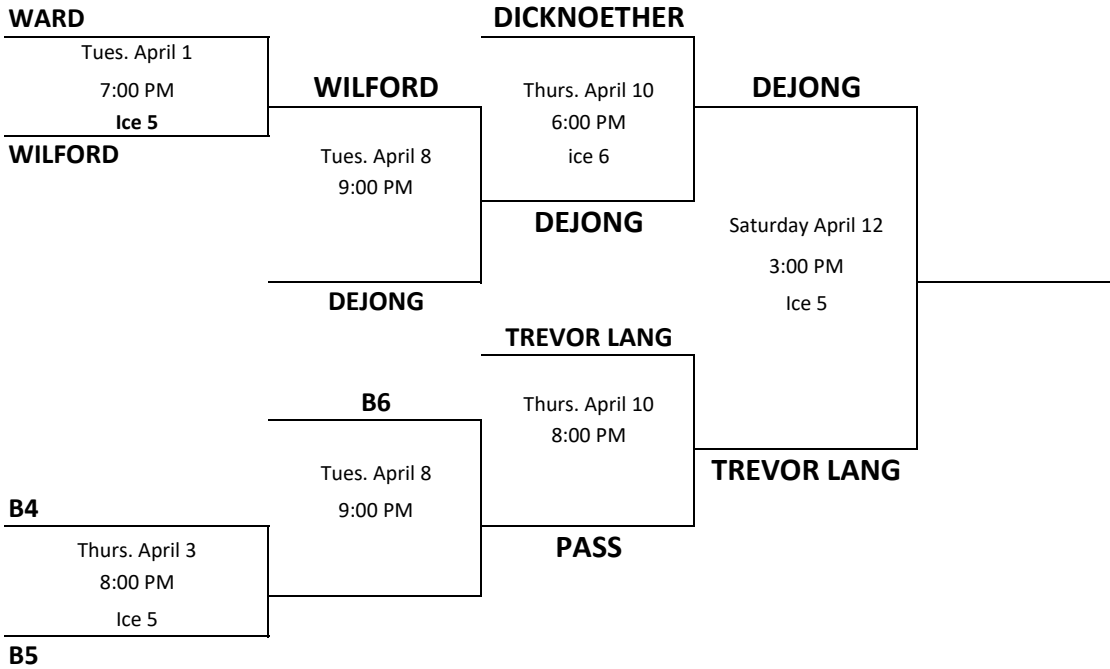 WARD
Tues. April 1
7:00 PM
Ice 5
WILFORD
WILFORD
Tues. April 8
9:00 PM
DEJONG
DICKNOETHER
Thurs. April 10
6:00 PM
ice 6
DEJONG
DEJONG
Saturday April 12
3:00 PM
Ice 5
TREVOR LANG
TREVOR LANG
Thurs. April 10
8:00 PM
PASS
B6
Tues. April 8
9:00 PM
B4
Thurs. April 3
8:00 PM
Ice 5
B5